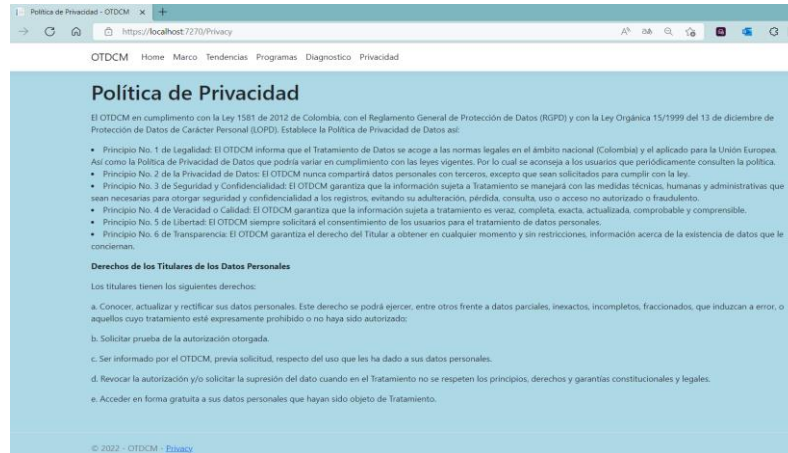 Política de Privacidad - OTDCM
https://localhost:7270/Privacy
OTDCM Home Marco Tendencias Programas Diagnostico Privacidad
Política de Privacidad
El OTDCM en cumplimento con la Ley 1581 de 2012 de Colombia, con el Reglamento General de Protección de Datos (RGPD) y con la Ley Orgánica 15/1999 del 13 de diciembre de
Protección de Datos de Carácter Personal (LOPD). Establece la Política de Privacidad de Datos así:
• Principio No. 1 de Legalidad: El OTDCM informa que el Tratamiento de Datos se acoge a las normas legales en el ámbito nacional (Colombia) y el aplicado para la Unión Europea.
Así como la Política de Privacidad de Datos que podría variar en cumplimiento con las leyes vigentes. Por lo cual se aconseja a los usuarios que periódicamente consulten la política.
• Principio No. 2 de la Privacidad de Datos: El OTDCM nunca compartirá datos personales con terceros, excepto que sean solicitados para cumplir con la ley.
• Principio No. 3 de Seguridad y Confidencialidad: El OTDCM garantiza que la información sujeta a Tratamiento se manejará con las medidas técnicas, humanas y administrativas que
sean necesarias para otorgar seguridad y confidencialidad a los registros, evitando su adulteración, pérdida, consulta, uso o acceso no autorizado o fraudulento.
• Principio No. 4 de Veracidad o Calidad: El OTDCM garantiza que la información sujeta a tratamiento es veraz, completa, exacta, actualizada, comprobable y comprensible.
• Principio No. 5 de Libertad: El OTDCM siempre solicitará el consentimiento de los usuarios para el tratamiento de datos personales.
• Principio No. 6 de Transparencia: El OTDCM garantiza el derecho del Titular a obtener en cualquier momento y sin restricciones, información acerca de la existencia de datos que le
conciernan.
Derechos de los Titulares de los Datos Personales
Los titulares tienen los siguientes derechos:
a. Conocer, actualizar y rectificar sus datos personales. Este derecho se podrá ejercer, entre otros frente a datos parciales, inexactos, incompletos, fraccionados, que induzcan a error, o
aquellos cuyo tratamiento esté expresamente prohibido o no haya sido autorizado;
b. Solicitar prueba de la autorización otorgada.
c. Ser informado por el OTDCM, previa solicitud, respecto del uso que les ha dado a sus datos personales.
d. Revocar la autorización y/o solicitar la supresión del dato cuando en el Tratamiento no se respeten los principios, derechos y garantías constitucionales y legales.
e. Acceder en forma gratuita a sus datos personales que hayan sido objeto de Tratamiento.
© 2022 - OTDCM - Privacy